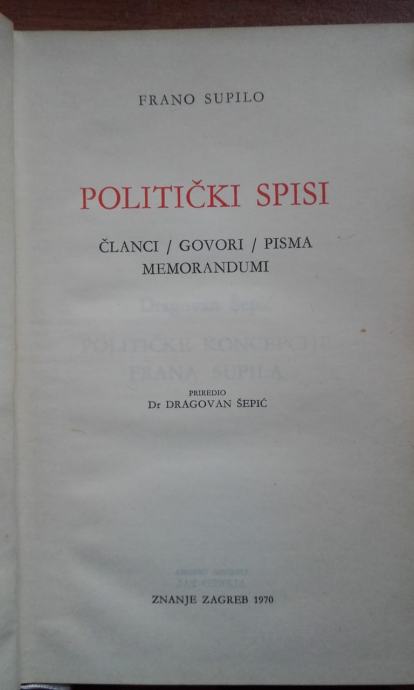 FRANO SUPILO
POLITIČKI SPISI
ČLANCI / GOVORI / PISMA
MEMORANDUMI
Dragovan Šepić
POLITIČKE KONCEPCIJE
FRANA SUPILA
PRIREDIO
Dr DRAGOVAN ŠEPIĆ
ZNANJE ZAGREB 1970